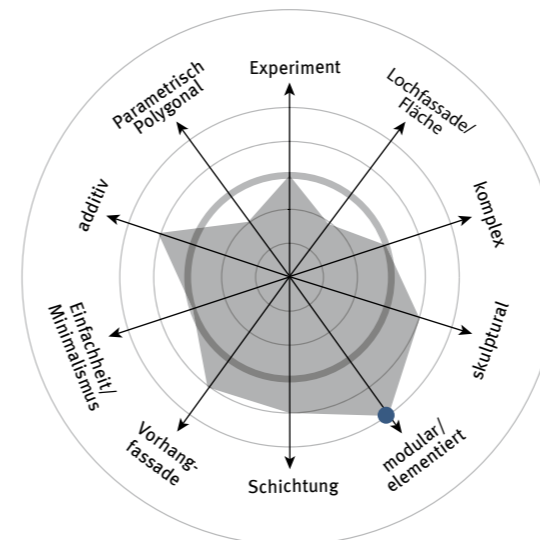 Experiment
Lochfassade/
Fläche
komplex
skulptural
modular/
elementiert
Schichtung
Vorhang-
fassade
Einfachheit/
Minimalismus
additiv
Parametrisch
Polygonal